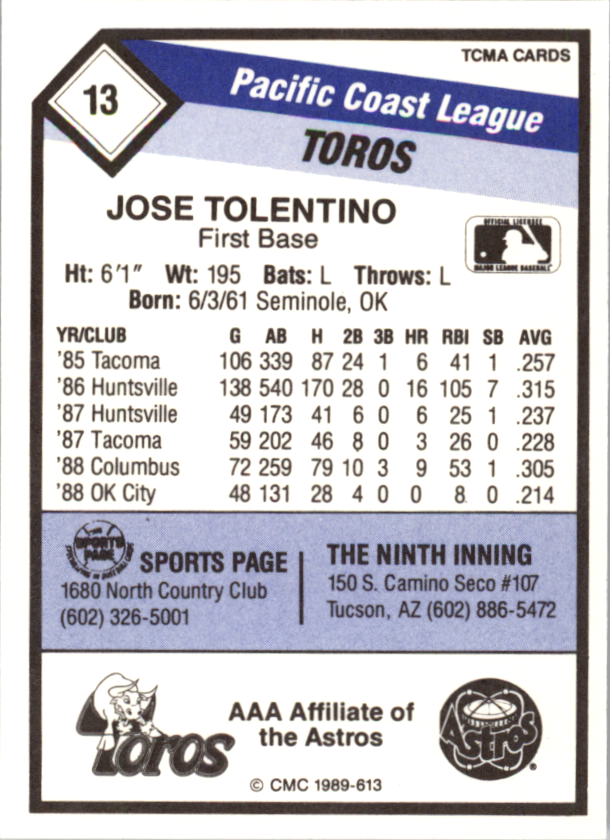 TCMA CARDS
13
Pacific Coast League
TOROS
JOSE TOLENTINO
First Base
OFFICIAL LICENSEE
MAJOR LEAGUE BASEBALL
Ht: 6'1" Wt: 195 Bats: L Throws: L
Born: 6/3/61 Seminole, OK
YR/CLUB G AB H 2B 3B HR RBI SB AVG
'85 Tacoma 106 339 87 24 1 6 41 1 .257
'86 Huntsville 138 540 170 28 0 16 105 7 .315
'87 Huntsville 49 173 41 6 0 6 25 1 .237
'87 Tacoma 59 202 46 8 0 3 26 0 .228
'88 Columbus 72 259 79 10 3 9 53 1 .305
'88 OK City 48 131 28 4 0 0 8 0 .214
SPORTS PAGE
SPORTS PAGE
1680 North Country Club
(602) 326-5001
THE NINTH INNING
150 S. Camino Seco #107
Tucson, AZ (602) 886-5472
Toros
AAA Affiliate of
the Astros
Astros
®
© CMC 1989-613